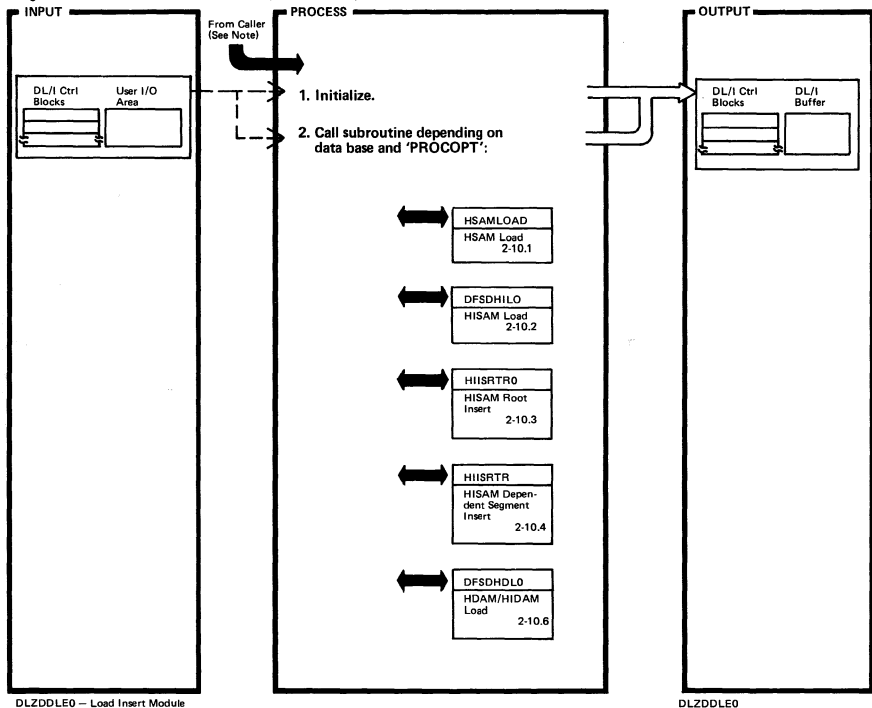 INPUT
From Caller
(See Note)
PROCESS
OUTPUT
DL/I Ctrl
Blocks
User I/O
Area
1. Initialize.
2. Call subroutine depending on
data base and 'PROCOPT':
DL/I Ctrl
Blocks
DL/I
Buffer
HSAMLOAD
HSAM Load
2-10.1
DFSDHILO
HISAM Load
2-10.2
HIISRTR0
HISAM Root
Insert
2-10.3
HIISRTR
HISAM Depen-
dent Segment
Insert
2-10.4
DFSDHDL0
HDAM/HIDAM
Load
2-10.6
DLZDDLE0 — Load Insert Module
DLZDDLE0